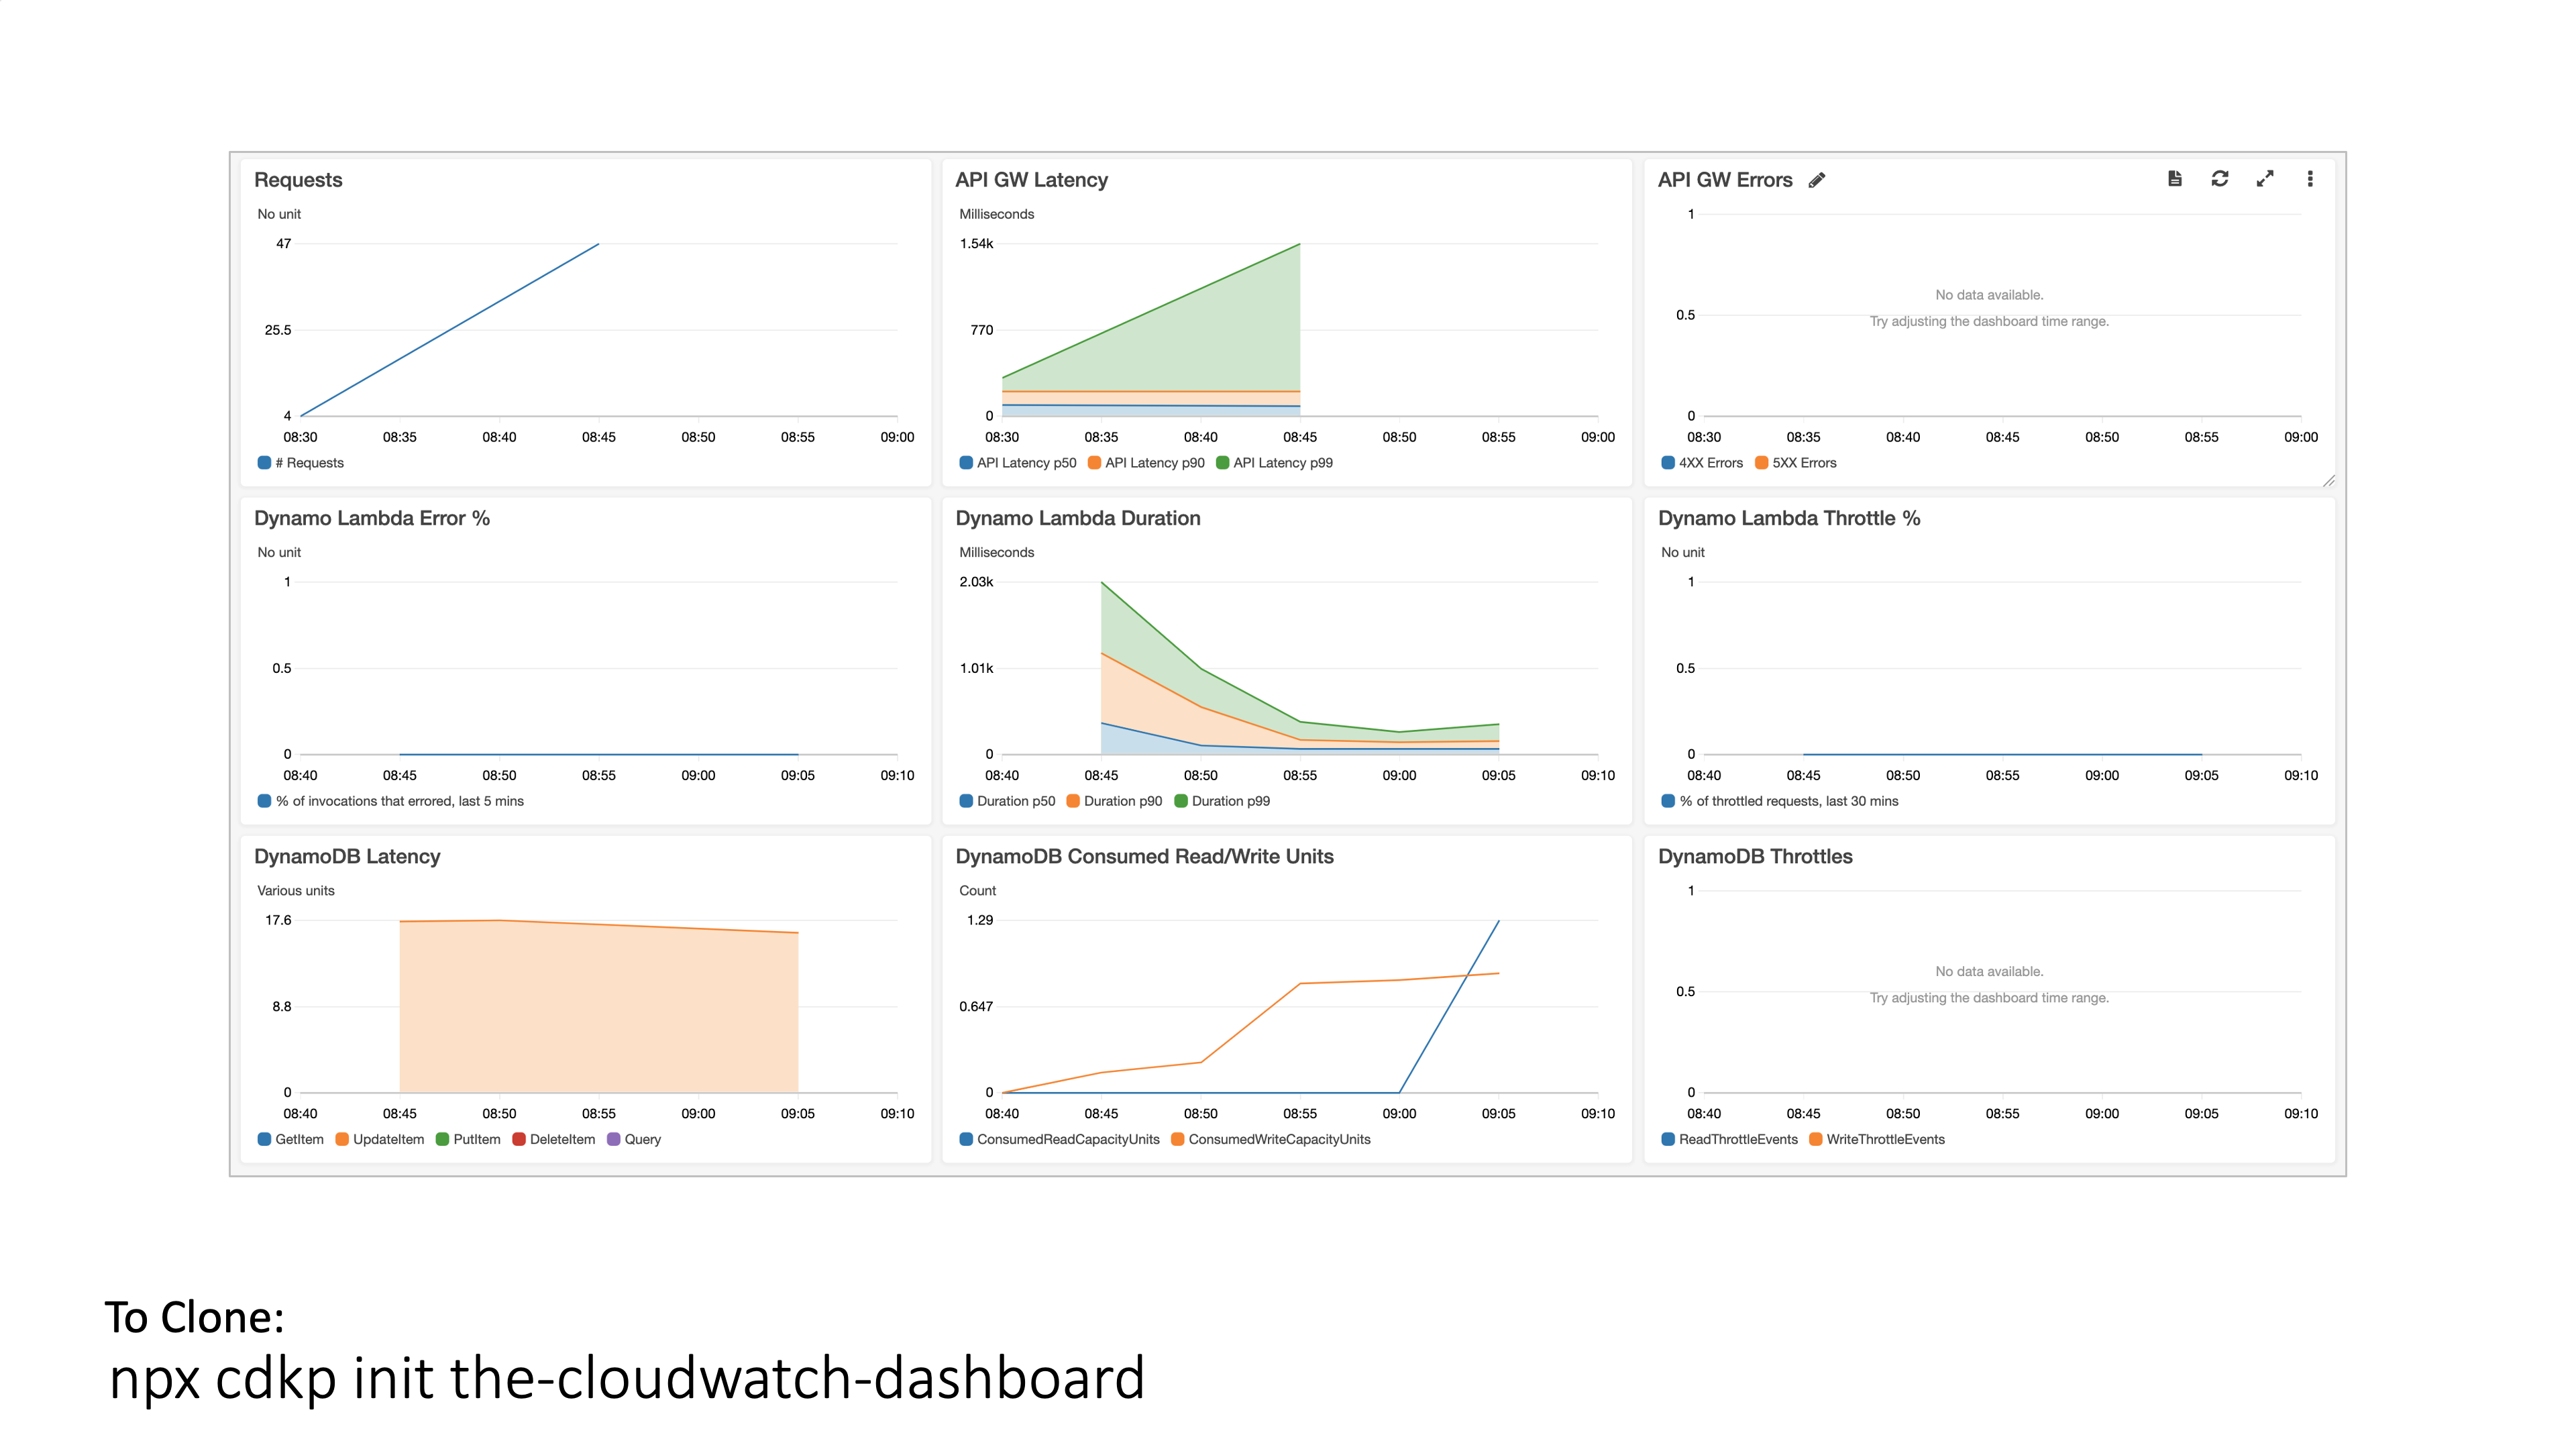 Requests
No unit
47
25.5
4
08:30 08:35 08:40 08:45 08:50 08:55 09:00
# Requests
API GW Latency
Milliseconds
1.54k
770
0
08:30 08:35 08:40 08:45 08:50 08:55 09:00
API Latency p50 API Latency p90 API Latency p99
API GW Errors
1
No data available.
0.5
Try adjusting the dashboard time range.
0
08:30 08:35 08:40 08:45 08:50 08:55 09:00
4XX Errors 5XX Errors
Dynamo Lambda Error %
No unit
1
0.5
0
08:40 08:45 08:50 08:55 09:00 09:05 09:10
% of invocations that errored, last 5 mins
Dynamo Lambda Duration
Milliseconds
2.03k
1.01k
0
08:40 08:45 08:50 08:55 09:00 09:05 09:10
Duration p50 Duration p90 Duration p99
Dynamo Lambda Throttle %
No unit
1
0.5
0
08:40 08:45 08:50 08:55 09:00 09:05 09:10
% of throttled requests, last 30 mins
DynamoDB Latency
Various units
17.6
8.8
0
08:40 08:45 08:50 08:55 09:00 09:05 09:10
GetItem UpdateItem PutItem DeleteItem Query
DynamoDB Consumed Read/Write Units
Count
1.29
0.647
0
08:40 08:45 08:50 08:55 09:00 09:05 09:10
ConsumedReadCapacityUnits ConsumedWriteCapacityUnits
DynamoDB Throttles
1
No data available.
0.5
Try adjusting the dashboard time range.
0
08:40 08:45 08:50 08:55 09:00 09:05 09:10
ReadThrottleEvents WriteThrottleEvents
To Clone:
npx cdkp init the-cloudwatch-dashboard